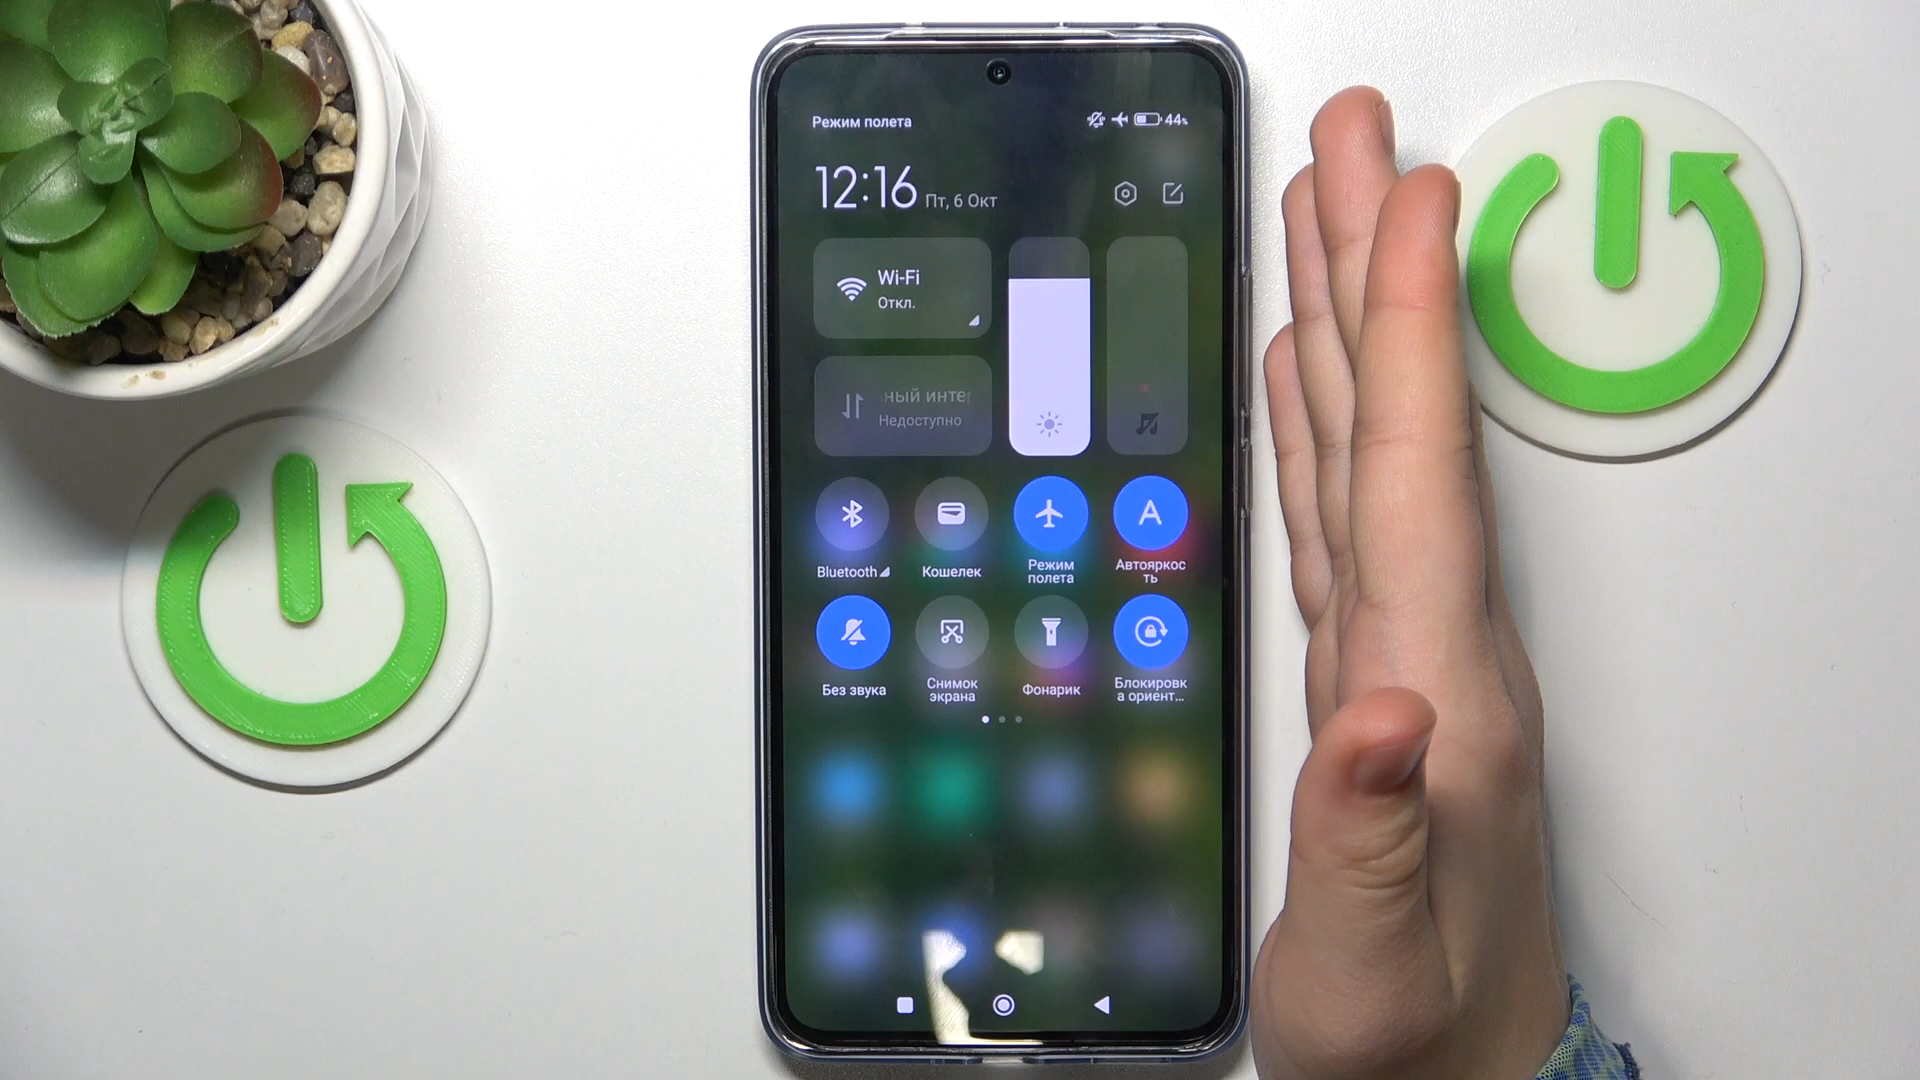 Режим полета
44%
12:16 Пт, 6 Окт
Wi-Fi
Откл.
ный интер
Недоступно
Bluetooth
Кошелек
Режим
полета
A
Автояркос
ть
Без звука
Снимок
экрана
Фонарик
Блокировк
а ориент...